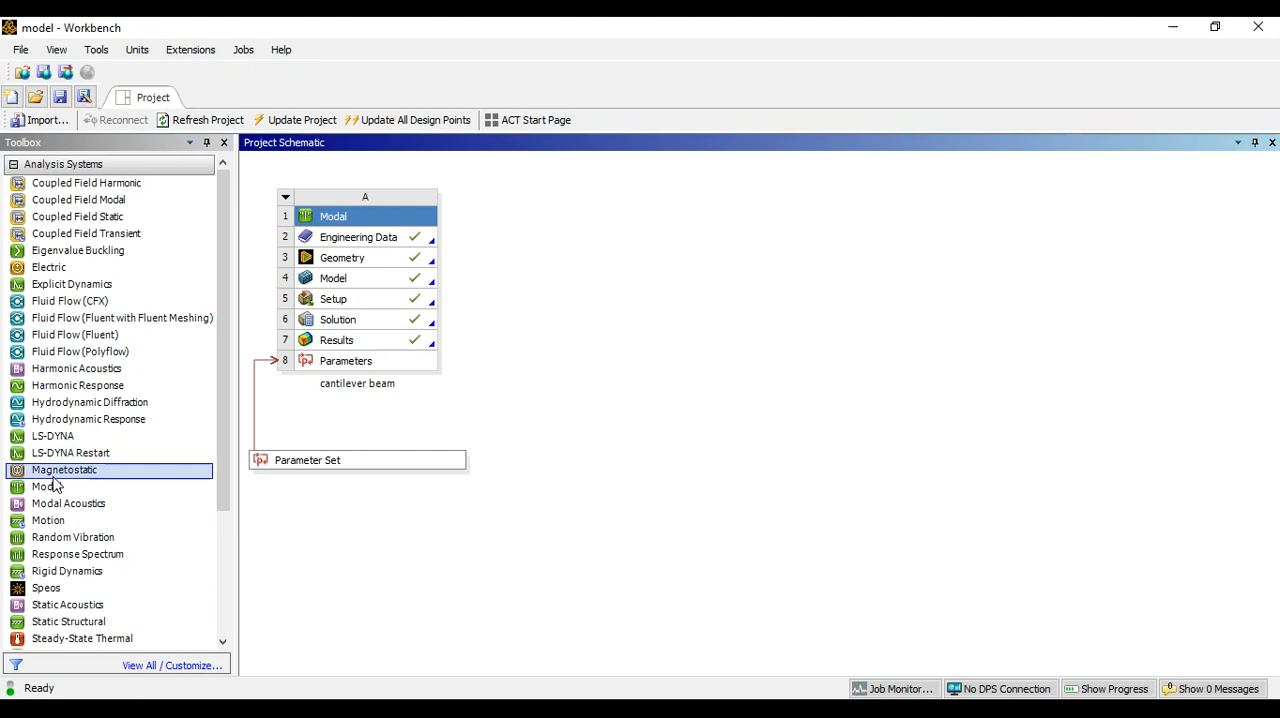 model - Workbench
File View Tools Units Extensions Jobs Help
Project
Import... Reconnect Refresh Project Update Project Update All Design Points ACT Start Page
Toolbox
Project Schematic
Analysis Systems
Coupled Field Harmonic
Coupled Field Modal
Coupled Field Static
Coupled Field Transient
Eigenvalue Buckling
Electric
Explicit Dynamics
Fluid Flow (CFX)
Fluid Flow (Fluent with Fluent Meshing)
Fluid Flow (Fluent)
Fluid Flow (Polyflow)
Harmonic Acoustics
Harmonic Response
Hydrodynamic Diffraction
Hydrodynamic Response
LS-DYNA
LS-DYNA Restart
Magnetostatic
Modal Acoustics
Motion
Random Vibration
Response Spectrum
Rigid Dynamics
Speos
Static Acoustics
Static Structural
Steady-State Thermal
View All / Customize...
A
1 Modal
2 Engineering Data
3 Geometry
4 Model
5 Setup
6 Solution
7 Results
8 Parameters
cantilever beam
Parameter Set
Ready
Job Monitor... No DPS Connection Show Progress Show 0 Messages